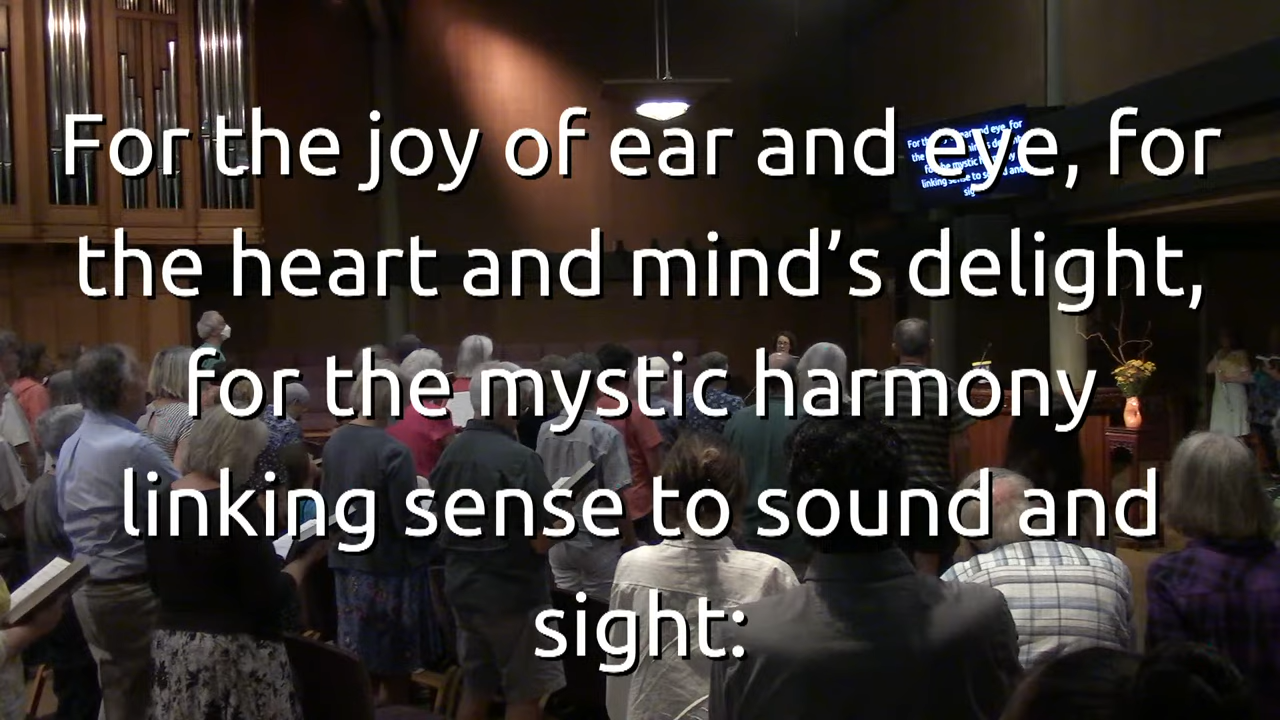 For the joy of ear and eye, for
the heart and mind’s delight,
for the mystic harmony
linking sense to sound and
sight: